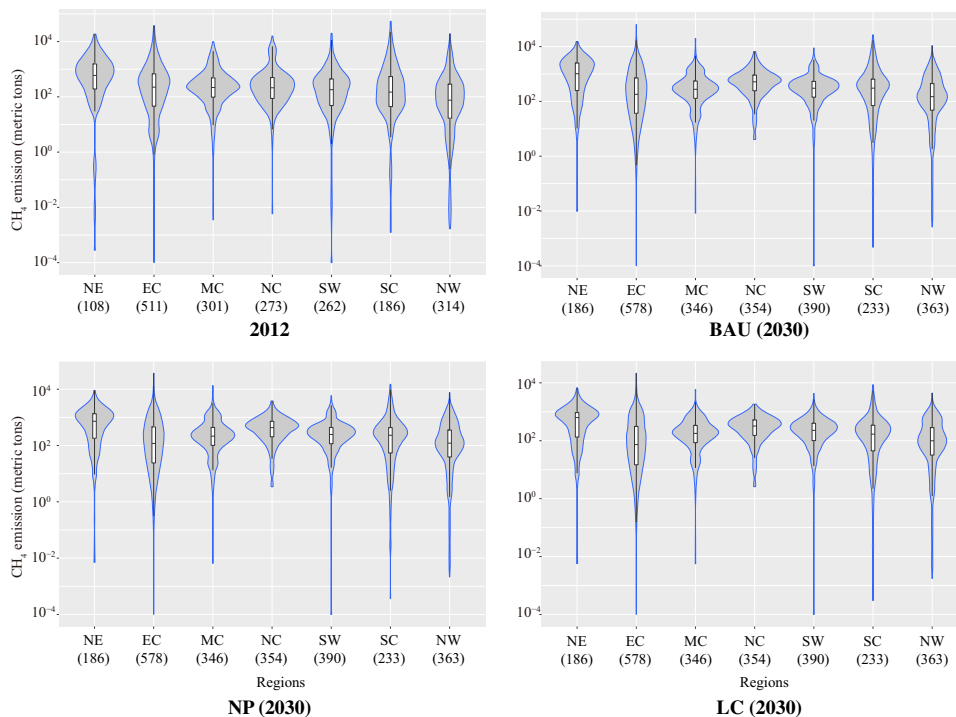 CH₄ emission (metric tons)
10⁴
10²
10⁰
10⁻²
10⁻⁴
NE EC MC NC SW SC NW
(108) (511) (301) (273) (262) (186) (314)
2012
10⁴
10²
10⁰
10⁻²
10⁻⁴
NE EC MC NC SW SC NW
(186) (578) (346) (354) (390) (233) (363)
BAU (2030)
CH₄ emission (metric tons)
10⁴
10²
10⁰
10⁻²
10⁻⁴
NE EC MC NC SW SC NW
(186) (578) (346) (354) (390) (233) (363)
Regions
NP (2030)
10⁴
10²
10⁰
10⁻²
10⁻⁴
NE EC MC NC SW SC NW
(186) (578) (346) (354) (390) (233) (363)
Regions
LC (2030)